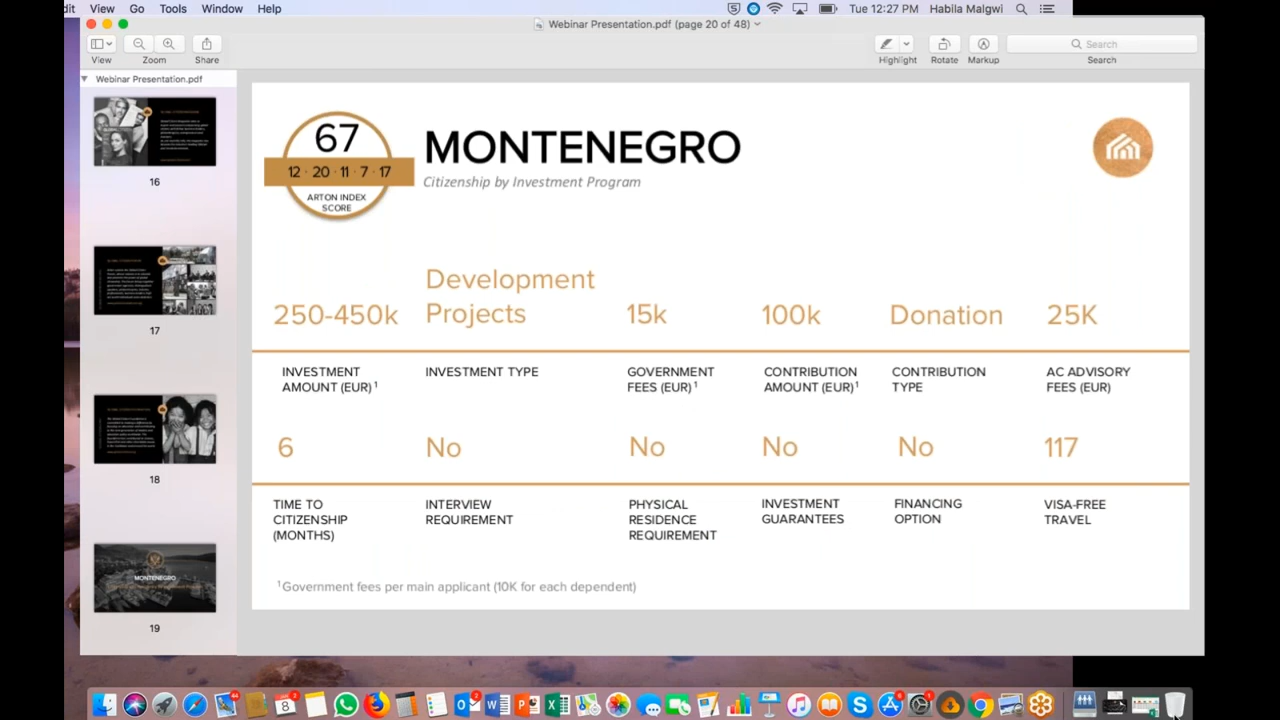 dit View Go Tools Window Help Tue 12:27 PM Habila Malgwi
Webinar Presentation.pdf (page 20 of 48)
View Zoom Share Highlight Rotate Markup Search
Search
Webinar Presentation.pdf
16
17
18
MONTENEGRO
19
67
12 · 20 · 11 · 7 · 17
ARTON INDEX
SCORE
MONTENEGRO
Citizenship by Investment Program
250-450k
Development
Projects
15k
100k
Donation
25K
INVESTMENT
AMOUNT (EUR)¹
INVESTMENT TYPE
GOVERNMENT
FEES (EUR)¹
CONTRIBUTION
AMOUNT (EUR)¹
CONTRIBUTION
TYPE
AC ADVISORY
FEES (EUR)
6
No
No
No
No
117
TIME TO
CITIZENSHIP
(MONTHS)
INTERVIEW
REQUIREMENT
PHYSICAL
RESIDENCE
REQUIREMENT
INVESTMENT
GUARANTEES
FINANCING
OPTION
VISA-FREE
TRAVEL
¹Government fees per main applicant (10K for each dependent)